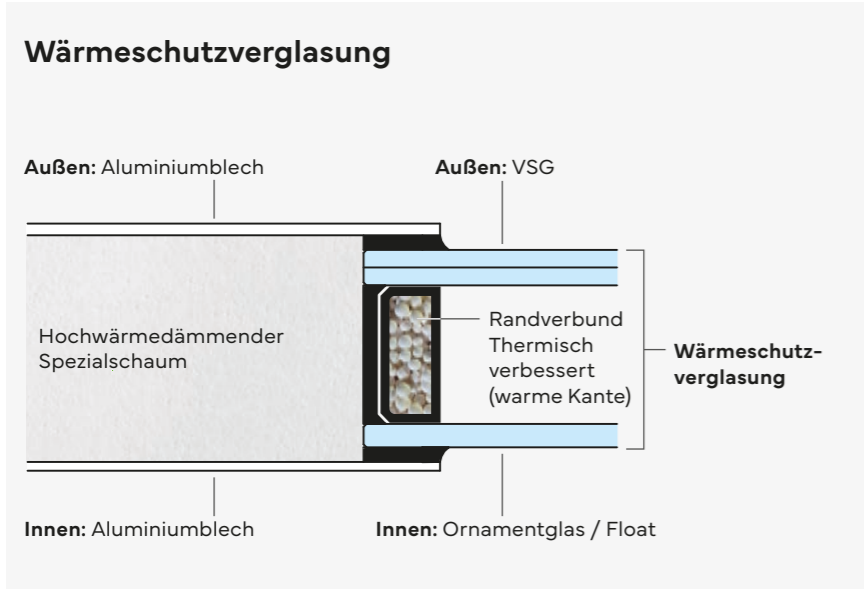 Wärmeschutzverglasung
Außen: Aluminiumblech
Außen: VSG
Hochwärmedämmender
Spezialschaum
Randverbund
Thermisch
verbessert
(warme Kante)
Wärmeschutz-
verglasung
Innen: Aluminiumblech
Innen: Ornamentglas / Float